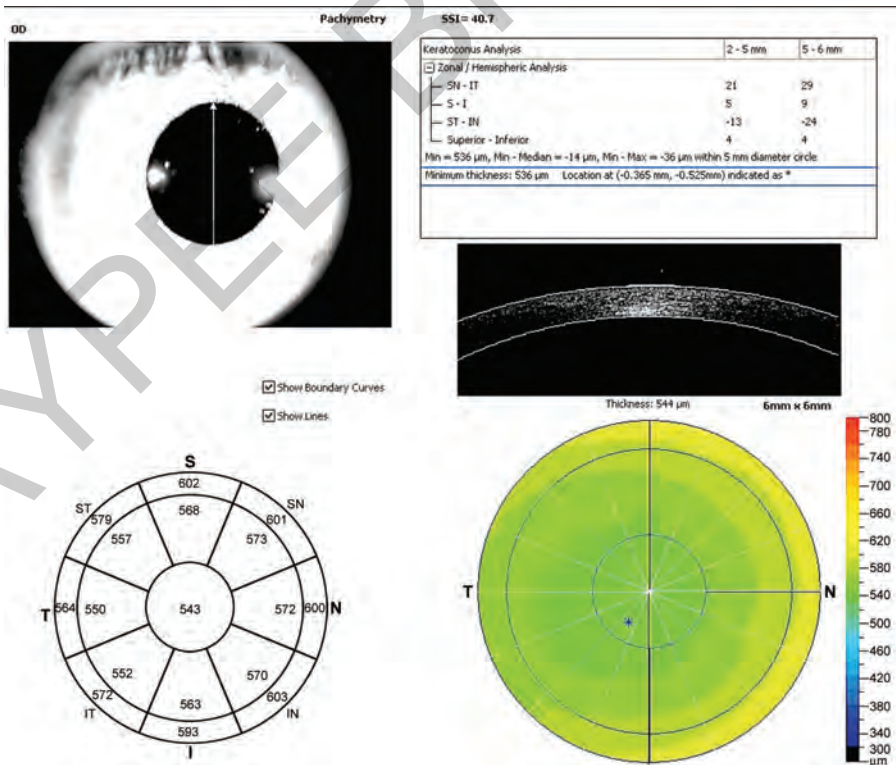 Pachymetry
SSI= 40.7
OD
Keratoconus Analysis 2 - 5 mm 5 - 6 mm
Zonal / Hemispheric Analysis
SN - IT 21 29
S - I 5 9
ST - IN -13 -24
Superior - Inferior 4 4
Min = 536 µm, Min - Median = -14 µm, Min - Max = -36 µm within 5 mm diameter circle
Minimum thickness: 536 µm Location at (-0.365 mm, -0.525mm) indicated as *
Show Boundary Curves
Show Lines
Thickness: 544 µm 6mm x 6mm
S
602
ST SN
579 568 601
557 573
T 564 550 543 572 600 N
552 570
572 563 603
IT IN
593
I
T N
*
800
780
740
700
660
620
580
540
500
460
420
380
340
300
µm